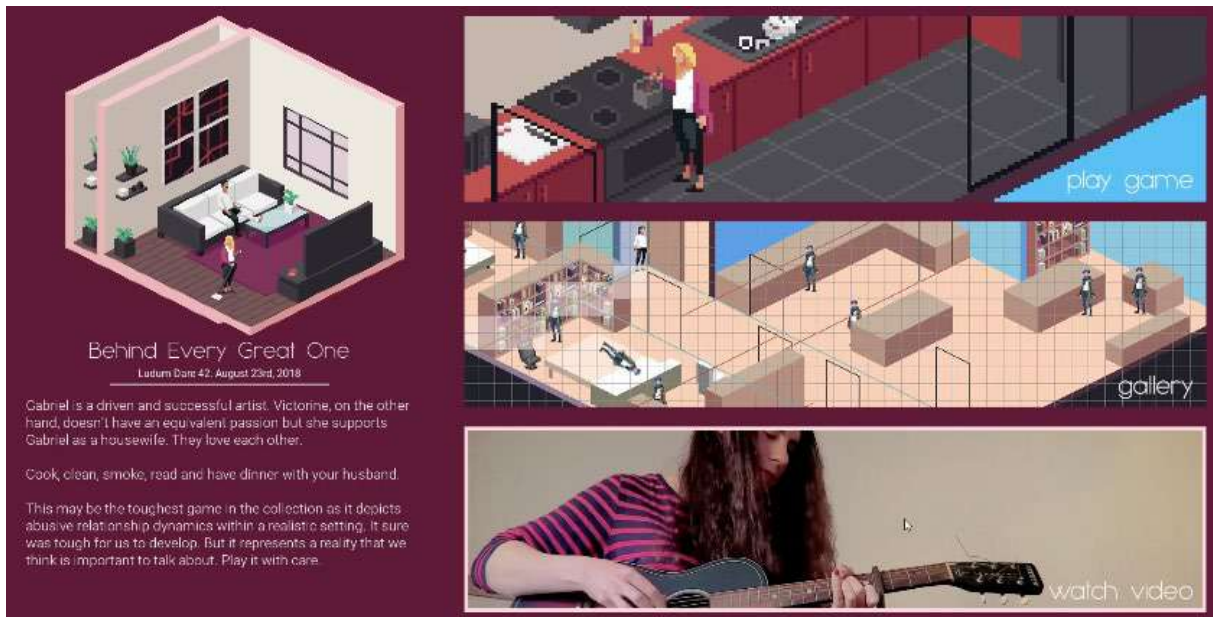 Behind Every Great One
Ludum Dare 42, August 23rd, 2018
Gabriel is a driven and successful artist. Victorine, on the other
hand, doesn't have an equivalent passion but she supports
Gabriel as a housewife. They love each other.
Cook, clean, smoke, read and have dinner with your husband.
This may be the toughest game in the collection as it depicts
abusive relationship dynamics within a realistic setting. It sure
was tough for us to develop. But it represents a reality that we
think is important to talk about. Play it with care.
play game
gallery
watch video